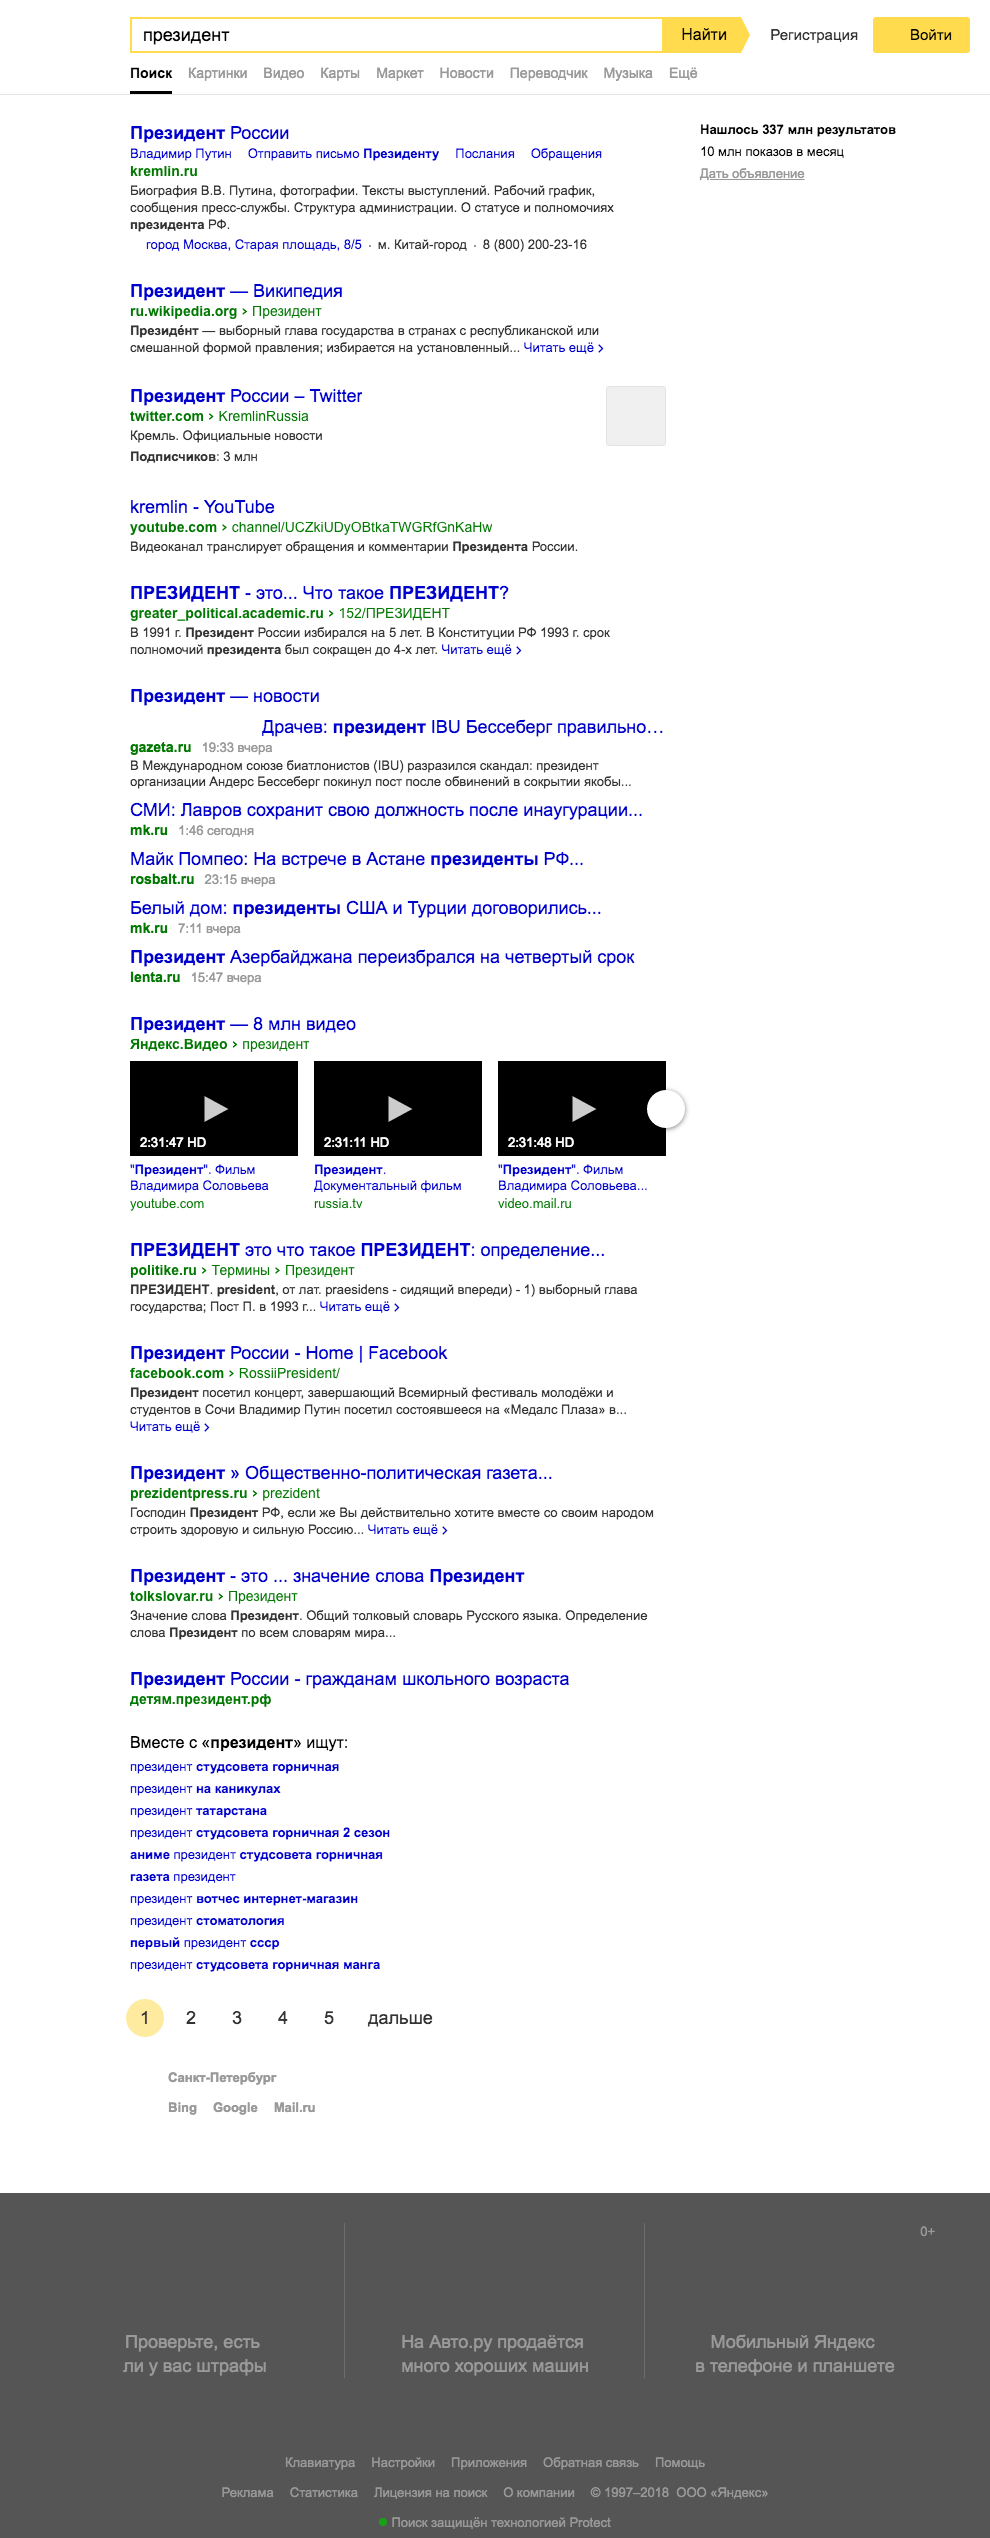 президент
Найти
Регистрация
Войти
Поиск Картинки Видео Карты Маркет Новости Переводчик Музыка Ещё
Президент России
Владимир Путин Отправить письмо Президенту Послания Обращения
kremlin.ru
Биография В.В. Путина, фотографии. Тексты выступлений. Рабочий график,
сообщения пресс-службы. Структура администрации. О статусе и полномочиях
президента РФ.
город Москва, Старая площадь, 8/5 · м. Китай-город · 8 (800) 200-23-16
Нашлось 337 млн результатов
10 млн показов в месяц
Дать объявление
Президент — Википедия
ru.wikipedia.org › Президент
Президе́нт — выборный глава государства в странах с республиканской или
смешанной формой правления; избирается на установленный... Читать ещё ›
Президент России – Twitter
twitter.com › KremlinRussia
Кремль. Официальные новости
Подписчиков: 3 млн
kremlin - YouTube
youtube.com › channel/UCZkiUDyOBtkaTWGRfGnKaHw
Видеоканал транслирует обращения и комментарии Президента России.
ПРЕЗИДЕНТ - это... Что такое ПРЕЗИДЕНТ?
greater_political.academic.ru › 152/ПРЕЗИДЕНТ
В 1991 г. Президент России избирался на 5 лет. В Конституции РФ 1993 г. срок
полномочий президента был сокращен до 4-х лет. Читать ещё ›
Президент — новости
Драчев: президент IBU Бессеберг правильно…
gazeta.ru 19:33 вчера
В Международном союзе биатлонистов (IBU) разразился скандал: президент
организации Андерс Бессеберг покинул пост после обвинений в сокрытии якобы...
СМИ: Лавров сохранит свою должность после инаугурации...
mk.ru 1:46 сегодня
Майк Помпео: На встрече в Астане президенты РФ...
rosbalt.ru 23:15 вчера
Белый дом: президенты США и Турции договорились...
mk.ru 7:11 вчера
Президент Азербайджана переизбрался на четвертый срок
lenta.ru 15:47 вчера
Президент — 8 млн видео
Яндекс.Видео › президент
2:31:47 HD
2:31:11 HD
2:31:48 HD
"Президент". Фильм
Владимира Соловьева
youtube.com
Президент.
Документальный фильм
russia.tv
"Президент". Фильм
Владимира Соловьева...
video.mail.ru
ПРЕЗИДЕНТ это что такое ПРЕЗИДЕНТ: определение...
politike.ru › Термины › Президент
ПРЕЗИДЕНТ. president, от лат. praesidens - сидящий впереди) - 1) выборный глава
государства; Пост П. в 1993 г... Читать ещё ›
Президент России - Home | Facebook
facebook.com › RossiiPresident/
Президент посетил концерт, завершающий Всемирный фестиваль молодёжи и
студентов в Сочи Владимир Путин посетил состоявшееся на «Медалс Плаза» в...
Читать ещё ›
Президент » Общественно-политическая газета...
prezidentpress.ru › prezident
Господин Президент РФ, если же Вы действительно хотите вместе со своим народом
строить здоровую и сильную Россию... Читать ещё ›
Президент - это ... значение слова Президент
tolkslovar.ru › Президент
Значение слова Президент. Общий толковый словарь Русского языка. Определение
слова Президент по всем словарям мира...
Президент России - гражданам школьного возраста
детям.президент.рф
Вместе с «президент» ищут:
президент студсовета горничная
президент на каникулах
президент татарстана
президент студсовета горничная 2 сезон
аниме президент студсовета горничная
газета президент
президент вотчес интернет-магазин
президент стоматология
первый президент ссср
президент студсовета горничная манга
1 2 3 4 5 дальше
Санкт-Петербург
Bing Google Mail.ru
0+
Проверьте, есть
ли у вас штрафы
На Авто.ру продаётся
много хороших машин
Мобильный Яндекс
в телефоне и планшете
Клавиатура Настройки Приложения Обратная связь Помощь
Реклама Статистика Лицензия на поиск О компании © 1997–2018 ООО «Яндекс»
Поиск защищён технологией Protect